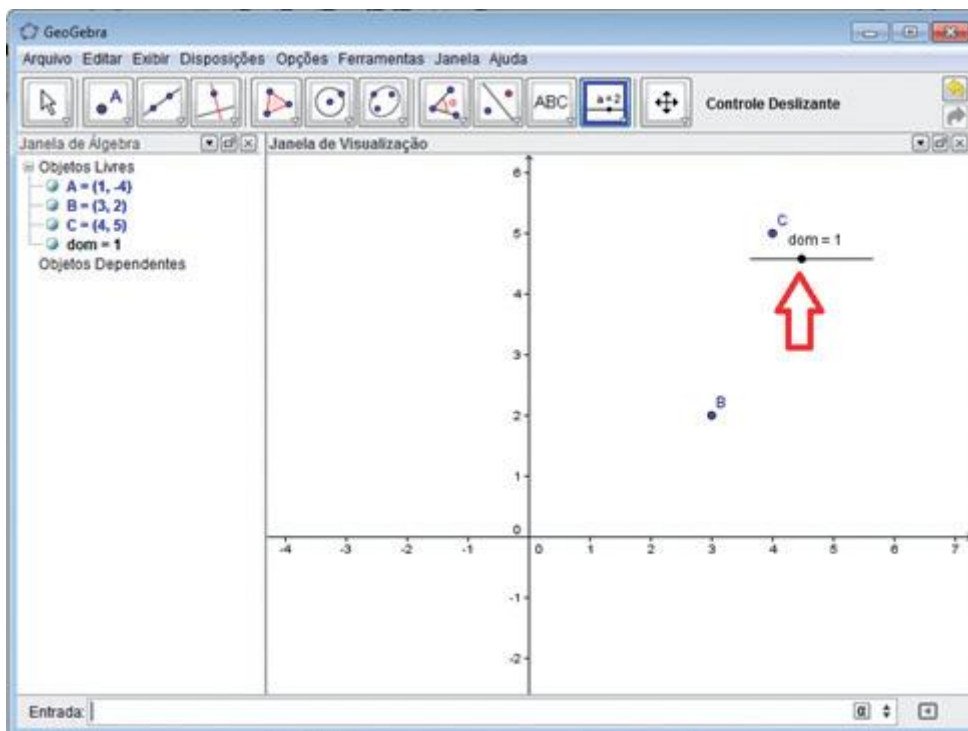 GeoGebra
Arquivo Editar Exibir Disposições Opções Ferramentas Janela Ajuda
A ABC a=2 Controle Deslizante
Janela de Álgebra
Janela de Visualização
Objetos Livres
A = (1, -4)
B = (3, 2)
C = (4, 5)
dom = 1
Objetos Dependentes
6
C
5
dom = 1
4
3
B
2
1
0
-4 -3 -2 -1 0 1 2 3 4 5 6 7
-1
-2
Entrada: α